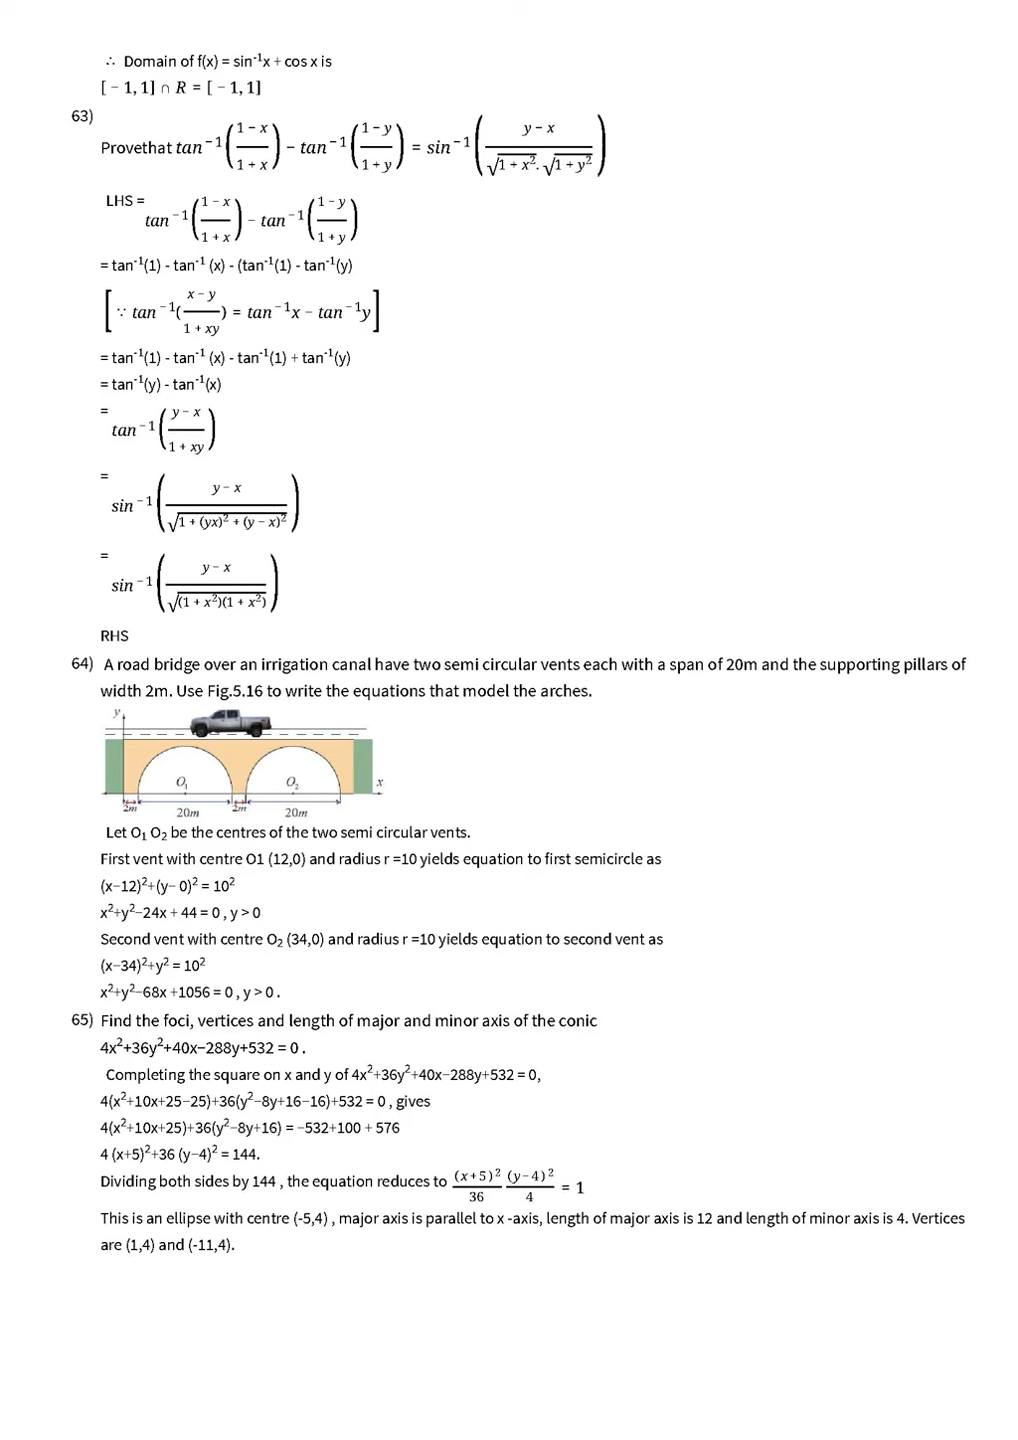 ∴ Domain of f(x) = sin⁻¹x + cos x is
[ − 1, 1] ∩ R = [ − 1, 1]
63)
Provethat tan⁻¹((1 − x)/(1 + x)) − tan⁻¹((1 − y)/(1 + y)) = sin⁻¹((y − x)/(√(1 + x²). √(1 + y²)))
LHS = tan⁻¹((1 − x)/(1 + x)) − tan⁻¹((1 − y)/(1 + y))
= tan⁻¹(1) - tan⁻¹ (x) - (tan⁻¹(1) - tan⁻¹(y)
[∵ tan⁻¹((x − y)/(1 + xy)) = tan⁻¹x − tan⁻¹y]
= tan⁻¹(1) - tan⁻¹ (x) - tan⁻¹(1) + tan⁻¹(y)
= tan⁻¹(y) - tan⁻¹(x)
= tan⁻¹((y − x)/(1 + xy))
= sin⁻¹((y − x)/√(1 + (yx)² + (y − x)²))
= sin⁻¹((y − x)/√((1 + x²)(1 + x²)))
RHS
64) A road bridge over an irrigation canal have two semi circular vents each with a span of 20m and the supporting pillars of
width 2m. Use Fig.5.16 to write the equations that model the arches.
y
O₁ O₂ x
2m 20m 2m 20m
Let O₁ O₂ be the centres of the two semi circular vents.
First vent with centre O1 (12,0) and radius r =10 yields equation to first semicircle as
(x−12)²+(y− 0)² = 10²
x²+y²−24x + 44 = 0 , y > 0
Second vent with centre O₂ (34,0) and radius r =10 yields equation to second vent as
(x−34)²+y² = 10²
x²+y²−68x +1056 = 0 , y > 0 .
65) Find the foci, vertices and length of major and minor axis of the conic
4x²+36y²+40x−288y+532 = 0 .
Completing the square on x and y of 4x²+36y²+40x−288y+532 = 0,
4(x²+10x+25−25)+36(y²−8y+16−16)+532 = 0 , gives
4(x²+10x+25)+36(y²−8y+16) = −532+100 + 576
4 (x+5)²+36 (y−4)² = 144.
Dividing both sides by 144 , the equation reduces to (x+5)²/36 (y−4)²/4 = 1
This is an ellipse with centre (-5,4) , major axis is parallel to x -axis, length of major axis is 12 and length of minor axis is 4. Vertices
are (1,4) and (-11,4).